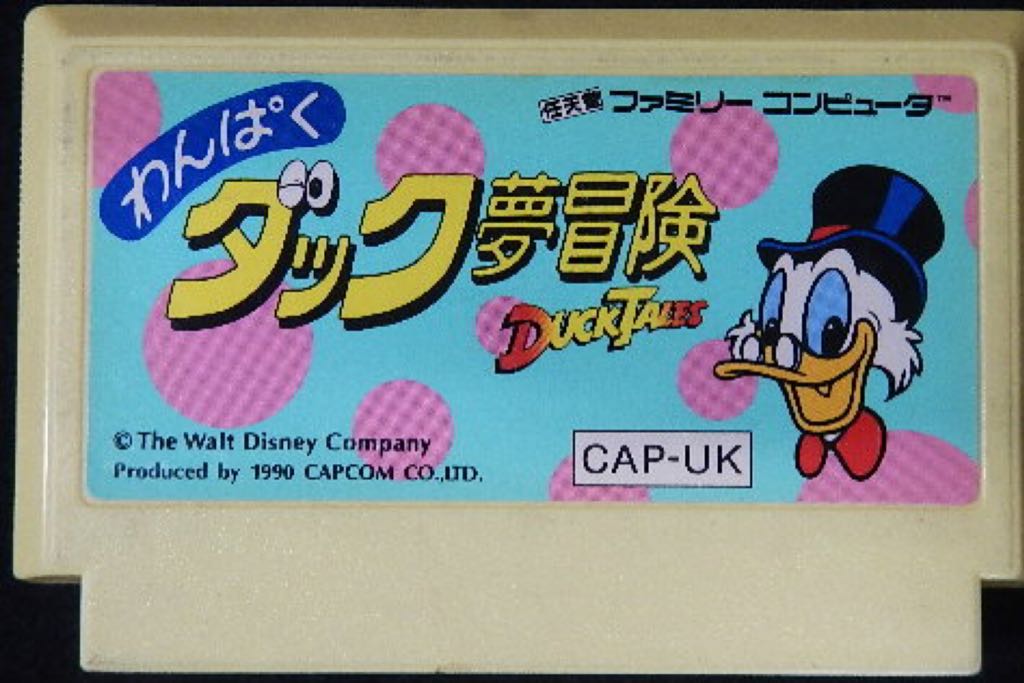 任天堂 ファミリー コンピュータ™
わんぱく
ダック夢冒険
DUCKTALES
© The Walt Disney Company
Produced by 1990 CAPCOM CO.,LTD.
CAP-UK